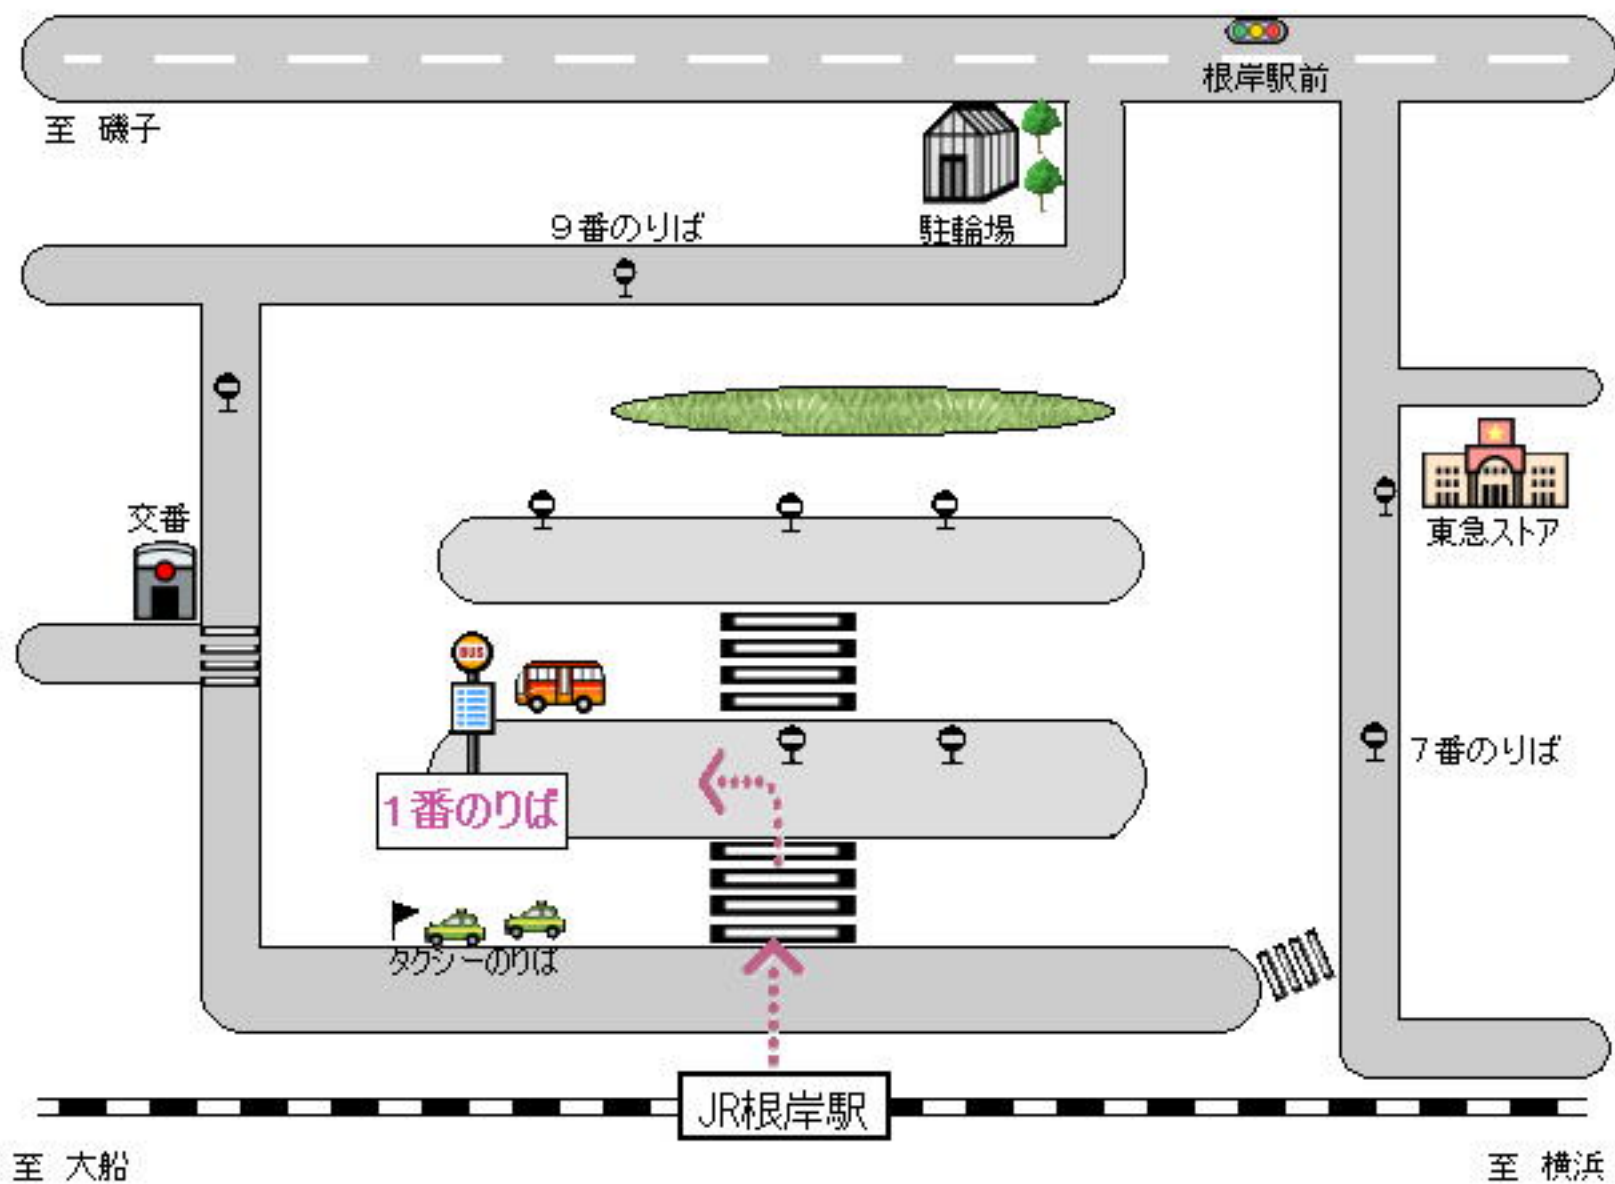 根岸駅前
至 磯子
9番のりば
駐輪場
交番
東急ストア
BUS
7番のりば
1番のりば
タクシーのりば
JR根岸駅
至 大船
至 横浜